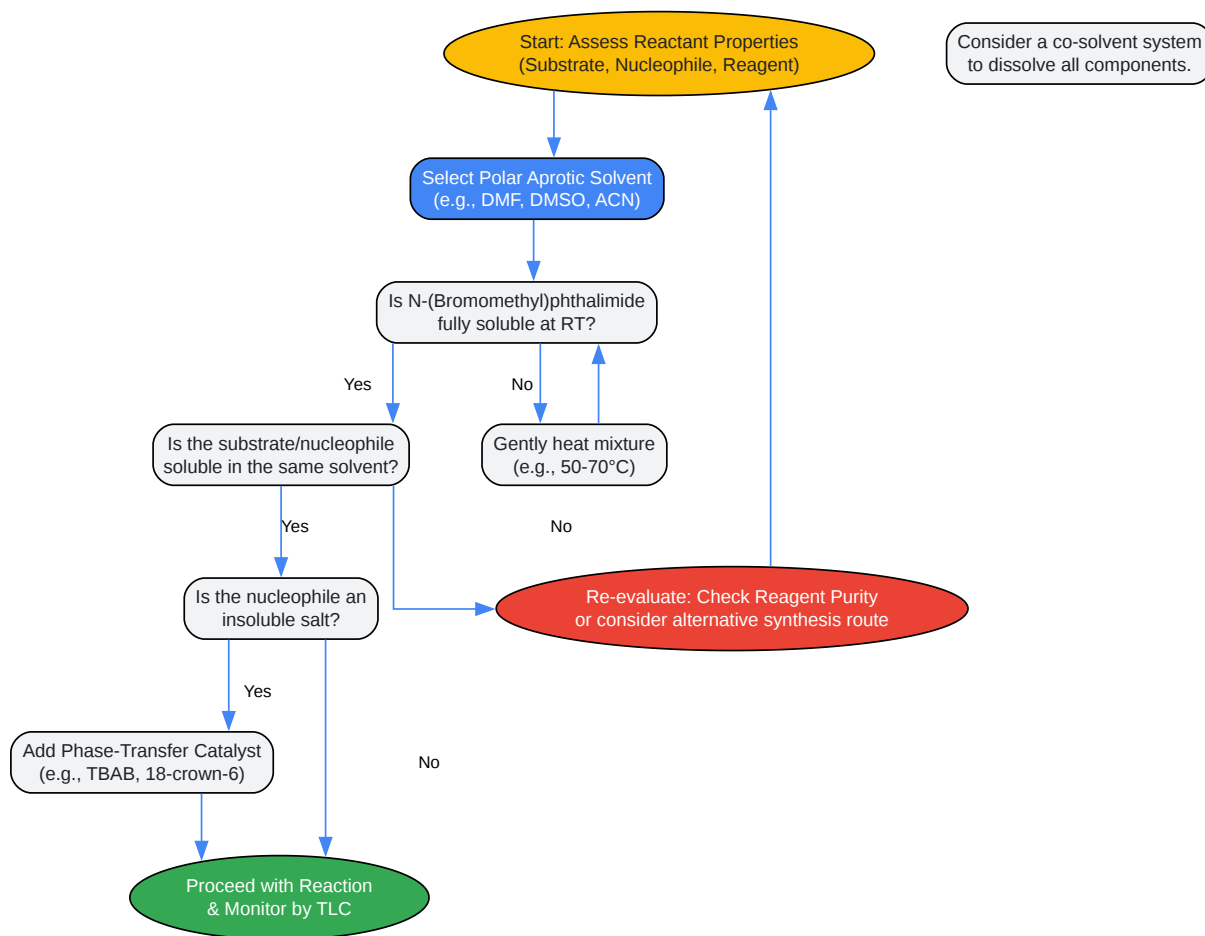 Start: Assess Reactant Properties
(Substrate, Nucleophile, Reagent)
Consider a co-solvent system
to dissolve all components.
Select Polar Aprotic Solvent
(e.g., DMF, DMSO, ACN)
Is N-(Bromomethyl)phthalimide
fully soluble at RT?
Yes
No
Is the substrate/nucleophile
soluble in the same solvent?
Gently heat mixture
(e.g., 50-70°C)
Yes
No
Is the nucleophile an
insoluble salt?
Re-evaluate: Check Reagent Purity
or consider alternative synthesis route
Yes
No
Add Phase-Transfer Catalyst
(e.g., TBAB, 18-crown-6)
Proceed with Reaction
& Monitor by TLC